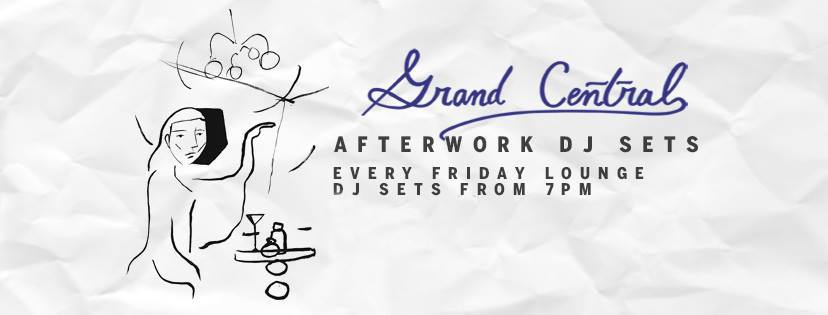 Grand Central
AFTERWORK DJ SETS
EVERY FRIDAY LOUNGE
DJ SETS FROM 7PM